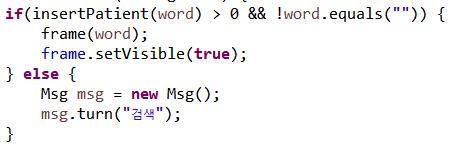 if(insertPatient(word) > 0 && !word.equals("")) {
    frame(word);
    frame.setVisible(true);
} else {
    Msg msg = new Msg();
    msg.turn("검색");
}